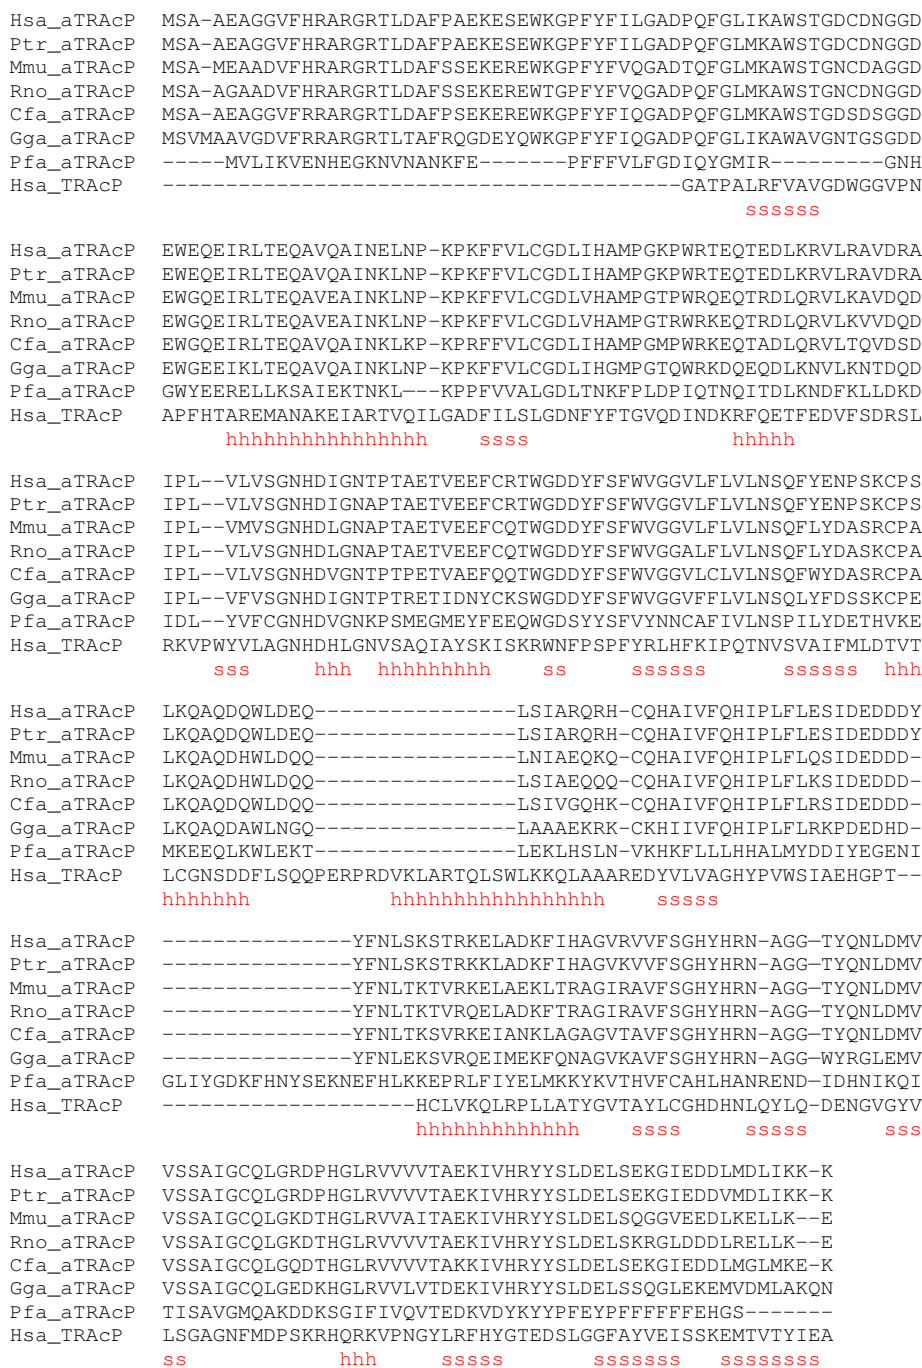 Hsa_aTRAcP MSA-AEAGGVFHRARGRTLDAFPAEKESEWKGPFYFILGADPQFGLIKAWSTGDCDNGGD
Ptr_aTRAcP MSA-AEAGGVFHRARGRTLDAFPAEKESEWKGPFYFILGADPQFGLMKAWSTGDCDNGGD
Mmu_aTRAcP MSA-MEAADVFHRARGRTLDAFSSEKEREWKGPFYFVQGADTQFGLMKAWSTGNCDAGGD
Rno_aTRAcP MSA-AGAADVFHRARGRTLDAFSSEKEREWTGPFYFVQGADPQFGLMKAWSTGNCDNGGD
Cfa_aTRAcP MSA-AEAGGVFRRARGRTLDAFPSEKEREWKGPFYFIQGADPQFGLMKAWSTGDSDSGGD
Gga_aTRAcP MSVMAAVGDVFRRARGRTLTAFRQGDEYQWKGPFYFIQGADPQFGLIKAWAVGNTGSGDD
Pfa_aTRAcP -----MVLIKVENHEGKNVNANKFE-------PFFFVLFGDIQYGMIR---------GNH
Hsa_TRAcP -----------------------------------------GATPALRFVAVGDWGGVPN
ssssss
Hsa_aTRAcP EWEQEIRLTEQAVQAINELNP-KPKFFVLCGDLIHAMPGKPWRTEQTEDLKRVLRAVDRA
Ptr_aTRAcP EWEQEIRLTEQAVQAINELNP-KPKFFVLCGDLIHAMPGKPWRTEQTEDLKRVLRAVDRA
Mmu_aTRAcP EWGQEIRLTEQAVEAINKLNP-KPKFFVLCGDLVHAMPGTPWRQEQTRDLQRVLKAVDQD
Rno_aTRAcP EWGQEIRLTEQAVEAINKLNP-KPKFFVLCGDLVHAMPGTRWRKEQTRDLQRVLKVVDQD
Cfa_aTRAcP EWGQEIRLTEQAVQAINKLKP-KPRFFVLCGDLIHAMPGMPWRKEQTADLQRVLTQVDSD
Gga_aTRAcP EWGEEIKLTEQAVQAINKLNP-KPKFFVLCGDLIHGMPGTQWRKDQEQDLKNVLKNTDQD
Pfa_aTRAcP GWYEERELLKSAIEKTNKL---KPPFVVALGDLTNKFPLDPIQTNQITDLKNDFKLLDKD
Hsa_TRAcP APFHTAREMANAKEIARTVQILGADFILSLGDNFYFTGVQDINDKRFQETFEDVFSDRSL
hhhhhhhhhhhhhhhh ssss hhhhh
Hsa_aTRAcP IPL--VLVSGNHDIGNTPTAETVEEFCRTWGDDYFSFWVGGVLFLVLNSQFYENPSKCPS
Ptr_aTRAcP IPL--VLVSGNHDIGNAPTAETVEEFCRTWGDDYFSFWVGGVLFLVLNSQFYENPSKCPS
Mmu_aTRAcP IPL--VMVSGNHDLGNAPTAETVEEFCQTWGDDYFSFWVGGVLFLVLNSQFLYDASRCPA
Rno_aTRAcP IPL--VLVSGNHDLGNAPTAETVEEFCQTWGDDYFSFWVGGALFLVLNSQFLYDASKCPA
Cfa_aTRAcP IPL--VLVSGNHDVGNTPTPETVAEFQQTWGDDYFSFWVGGVLCLVLNSQFWYDASRCPA
Gga_aTRAcP IPL--VFVSGNHDIGNTPTRETIDNYCKSWGDDYFSFWVGGVFFLVLNSQLYFDSSKCPE
Pfa_aTRAcP IDL--YVFCGNHDVGNKPSMEGMEYFEEQWGDSYYSFVYNNCAFIVLNSPILYDETHVKE
Hsa_TRAcP RKVPWYVLAGNHDHLGNVSAQIAYSKISKRWNFPSPFYRLHFKIPQTNVSVAIFMLDTVT
sss hhh hhhhhhhhh ss ssssss ssssss hhh
Hsa_aTRAcP LKQAQDQWLDEQ----------------LSIARQRH-CQHAIVFQHIPLFLESIDEDDDY
Ptr_aTRAcP LKQAQDQWLDEQ----------------LSIARQRH-CQHAIVFQHIPLFLESIDEDDDY
Mmu_aTRAcP LKQAQDHWLDQQ----------------LNIAEQKQ-CQHAIVFQHIPLFLQSIDEDDD-
Rno_aTRAcP LKQAQDHWLDQQ----------------LSIAEQQQ-CQHAIVFQHIPLFLKSIDEDDD-
Cfa_aTRAcP LKQAQDQWLDQQ----------------LSIVGQHK-CQHAIVFQHIPLFLRSIDEDDD-
Gga_aTRAcP LKQAQDAWLNGQ----------------LAAAEKRK-CKHIIVFQHIPLFLRKPDEDHD-
Pfa_aTRAcP MKEEQLKWLEKT----------------LEKLHSLN-VKHKFLLLHHALMYDDIYEGENI
Hsa_TRAcP LCGNSDDFLSQQPERPRDVKLARTQLSWLKKQLAAAREDYVLVAGHYPVWSIAEHGPT--
hhhhhhh hhhhhhhhhhhhhhhhh sssss
Hsa_aTRAcP ---------------YFNLSKSTRKELADKFIHAGVRVVFSGHYHRN-AGG-TYQNLDMV
Ptr_aTRAcP ---------------YFNLSKSTRKKLADKFIHAGVKVVFSGHYHRN-AGG-TYQNLDMV
Mmu_aTRAcP ---------------YFNLTKTVRKELAEKLTRAGIRAVFSGHYHRN-AGG-TYQNLDMV
Rno_aTRAcP ---------------YFNLTKTVRQELADKFTRAGIRAVFSGHYHRN-AGG-TYQNLDMV
Cfa_aTRAcP ---------------YFNLTKSVRKEIANKLAGAGVTAVFSGHYHRN-AGG-TYQNLDMV
Gga_aTRAcP ---------------YFNLEKSVRQEIMEKFQNAGVKAVFSGHYHRN-AGG-WYRGLEMV
Pfa_aTRAcP GLIYGDKFHNYSEKNEFHLKKEPRLFIYELMKKYKVTHVFCAHLHANREND-IDHNIKQI
Hsa_TRAcP --------------------HCLVKQLRPLLATYGVTAYLCGHDHNLQYLQ-DENGVGYV
hhhhhhhhhhhhh ssss sssss sss
Hsa_aTRAcP VSSAIGCQLGRDPHGLRVVVVTAEKIVHRYYSLDELSEKGIEDDLMDLIKK-K
Ptr_aTRAcP VSSAIGCQLGRDPHGLRVVVVTAEKIVHRYYSLDELSEKGIEDDVMDLIKK-K
Mmu_aTRAcP VSSAIGCQLGKDTHGLRVVAITAEKIVHRYYSLDELSQGGVEEDLKELLK--E
Rno_aTRAcP VSSAIGCQLGKDTHGLRVVVVTAEKIVHRYYSLDELSKRGLDDDLRELLK--E
Cfa_aTRAcP VSSAIGCQLGQDTHGLRVVVVTAKKIVHRYYSLDELSEKGIEDDLMGLMKE-K
Gga_aTRAcP VSSAIGCQLGEDKHGLRVVLVTDEKIVHRYYSLDELSSQGLEKEMVDMLAKQN
Pfa_aTRAcP TISAVGMQAKDDKSGIFIVQVTEDKVDYKYYPFEYPFFFFFFEHGS-------
Hsa_TRAcP LSGAGNFMDPSKRHQRKVPNGYLRFHYGTEDSLGGFAYVEISSKEMTVTYIEA
ss hhh sssss sssssss ssssssss